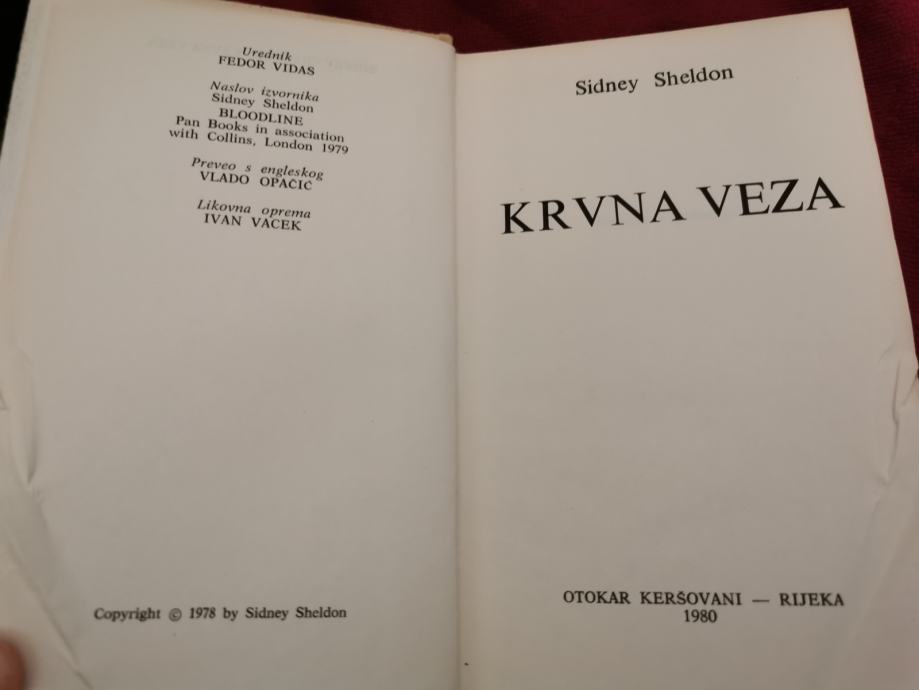 Urednik
FEDOR VIDAS
Naslov izvornika
Sidney Sheldon
BLOODLINE
Pan Books in association
with Collins, London 1979
Preveo s engleskog
VLADO OPAČIĆ
Likovna oprema
IVAN VACEK
Copyright © 1978 by Sidney Sheldon
Sidney Sheldon
KRVNA VEZA
OTOKAR KERŠOVANI — RIJEKA
1980